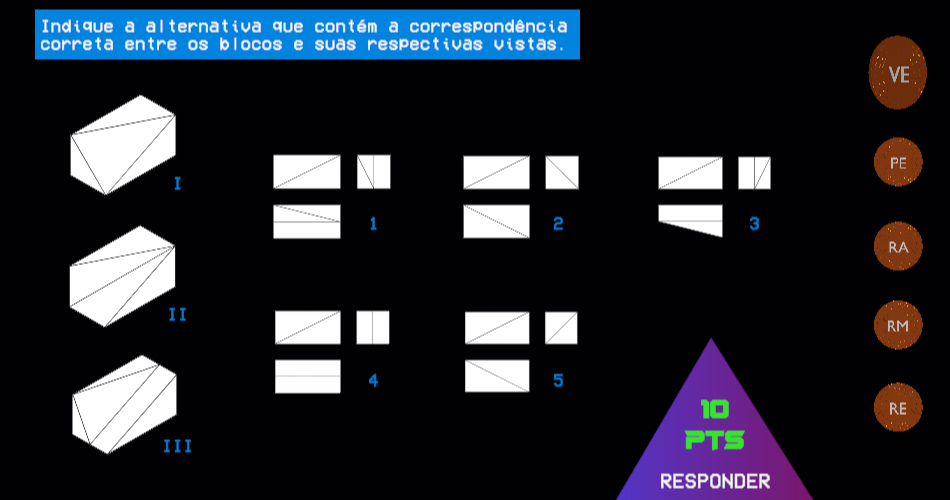 Indique a alternativa que contém a correspondência
correta entre os blocos e suas respectivas vistas.
VE
PE
I
1
2
3
RA
II
RM
4
5
RE
10
PTS
III
RESPONDER